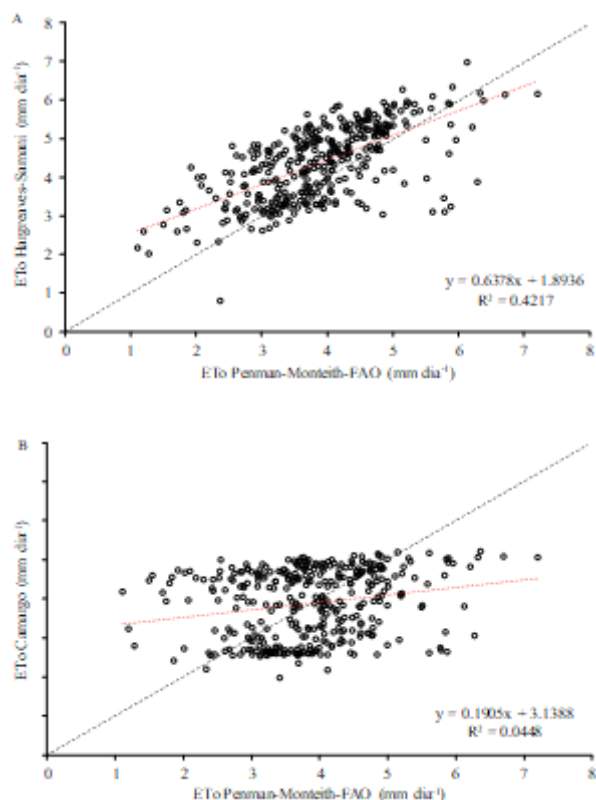 A
8
7
6
5
4
3
2
1
0
ETo Hargreaves-Samani (mm dia⁻¹)
y = 0.6378x + 1.8936
R² = 0.4217
0 1 2 3 4 5 6 7 8
ETo Penman-Monteith-FAO (mm dia⁻¹)
B
ETo Camargo (mm dia⁻¹)
y = 0.1905x + 3.1388
R² = 0.0448
1 2 3 4 5 6 7 8
ETo Penman-Monteith-FAO (mm dia⁻¹)